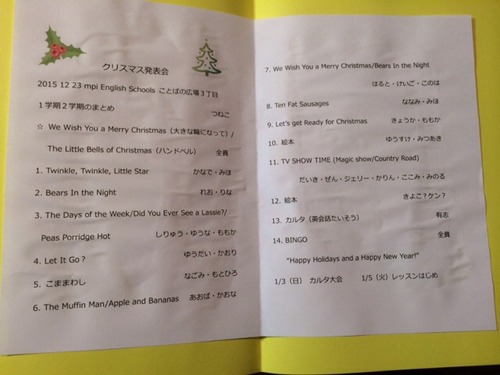 クリスマス発表会
2015 12 23 mpi English Schools ことばの広場３丁目
１学期２学期のまとめ
つねこ
☆ We Wish You a Merry Christmas（大きな輪になって）/
The Little Bells of Christmas（ハンドベル） 全員
1. Twinkle, Twinkle, Little Star かなで・みほ
2. Bears In the Night れお・りな
3. The Days of the Week/Did You Ever See a Lassie?/
Peas Porridge Hot しりゅう・ゆうな・ももか
4. Let It Go？ ゆうだい・かおり
5. こままわし なごみ・もとひろ
6. The Muffin Man/Apple and Bananas あおば・かおな
7. We Wish You a Merry Christmas/Bears In the Night
はると・けいご・このは
8. Ten Fat Sausages ななみ・みほ
9. Let's get Ready for Christmas きょうか・ももか
10. 絵本 ゆうすけ・みつあき
11. TV SHOW TIME (Magic show/Country Road)
だいき・ぜん・ジェリー・かりん・ここみ・みのる
12. 絵本 きよこ？ケン？
13. カルタ（英会話たいそう） 有志
14. BINGO 全員
"Happy Holidays and a Happy New Year!"
1/3（日） カルタ大会 1/5（火）レッスンはじめ